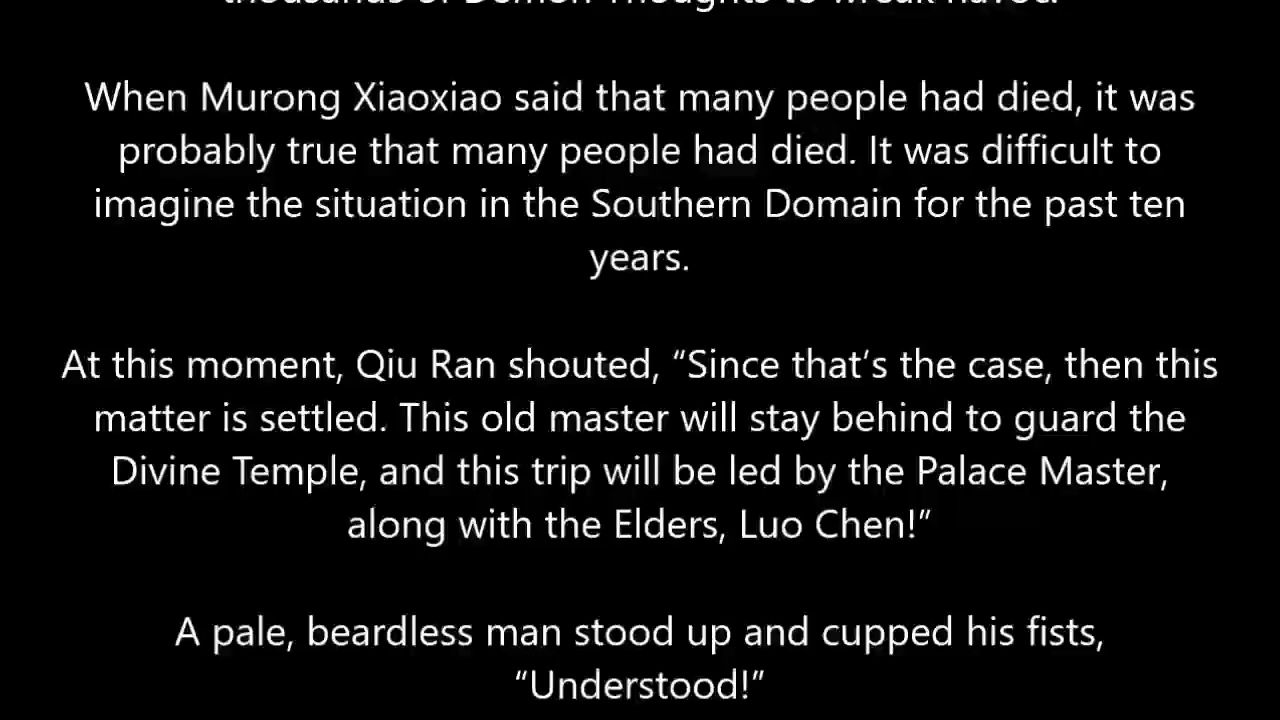 thousands of Demon Thoughts to wreak havoc.
When Murong Xiaoxiao said that many people had died, it was
probably true that many people had died. It was difficult to
imagine the situation in the Southern Domain for the past ten
years.
At this moment, Qiu Ran shouted, “Since that’s the case, then this
matter is settled. This old master will stay behind to guard the
Divine Temple, and this trip will be led by the Palace Master,
along with the Elders, Luo Chen!”
A pale, beardless man stood up and cupped his fists,
“Understood!”